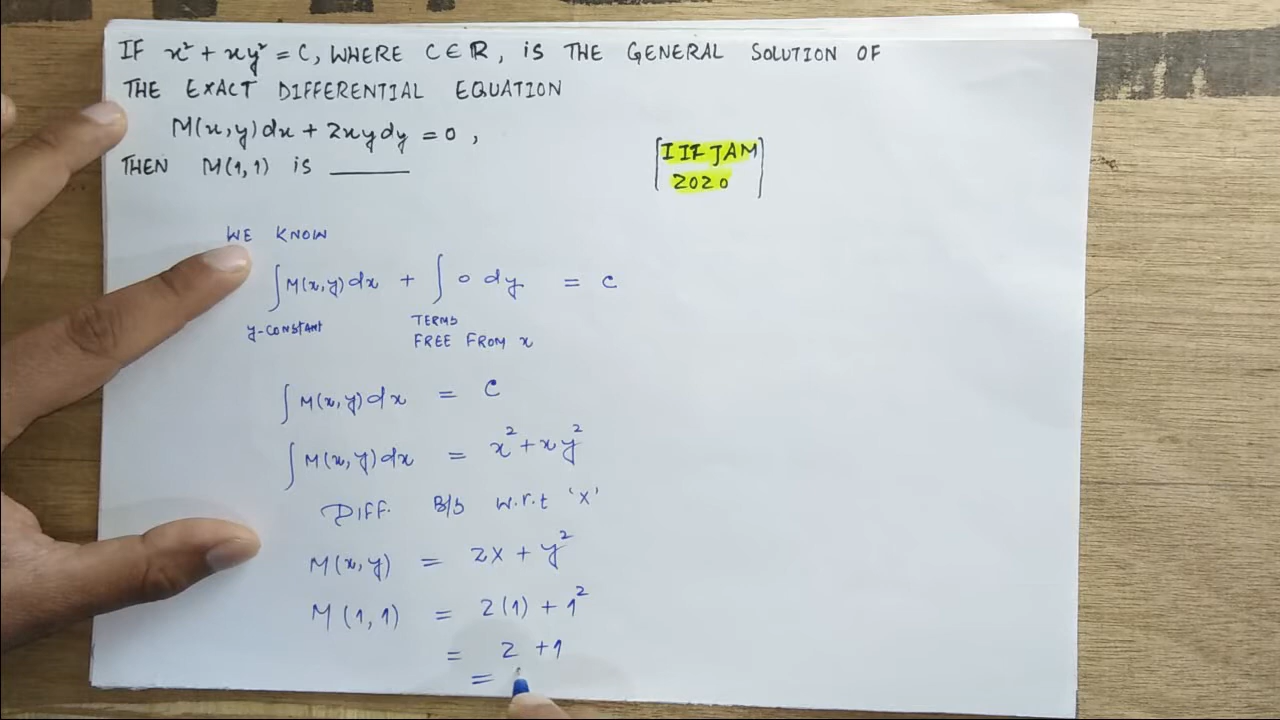 IF x² + xy² = C, WHERE C ∈ R, is THE GENERAL SOLUTION OF
THE EXACT DIFFERENTIAL EQUATION
M(x,y)dx + 2xydy = 0 ,
THEN M(1,1) is ______
[IIT JAM
2020]
WE KNOW
∫M(x,y)dx + ∫ 0 dy = C
y-CONSTANT TERMS
FREE FROM x
∫M(x,y)dx = C
∫M(x,y)dx = x² + xy²
DIFF. B/S w.r.t 'X'
M(x,y) = 2X + y²
M(1,1) = 2(1) + 1²
= 2 + 1
=